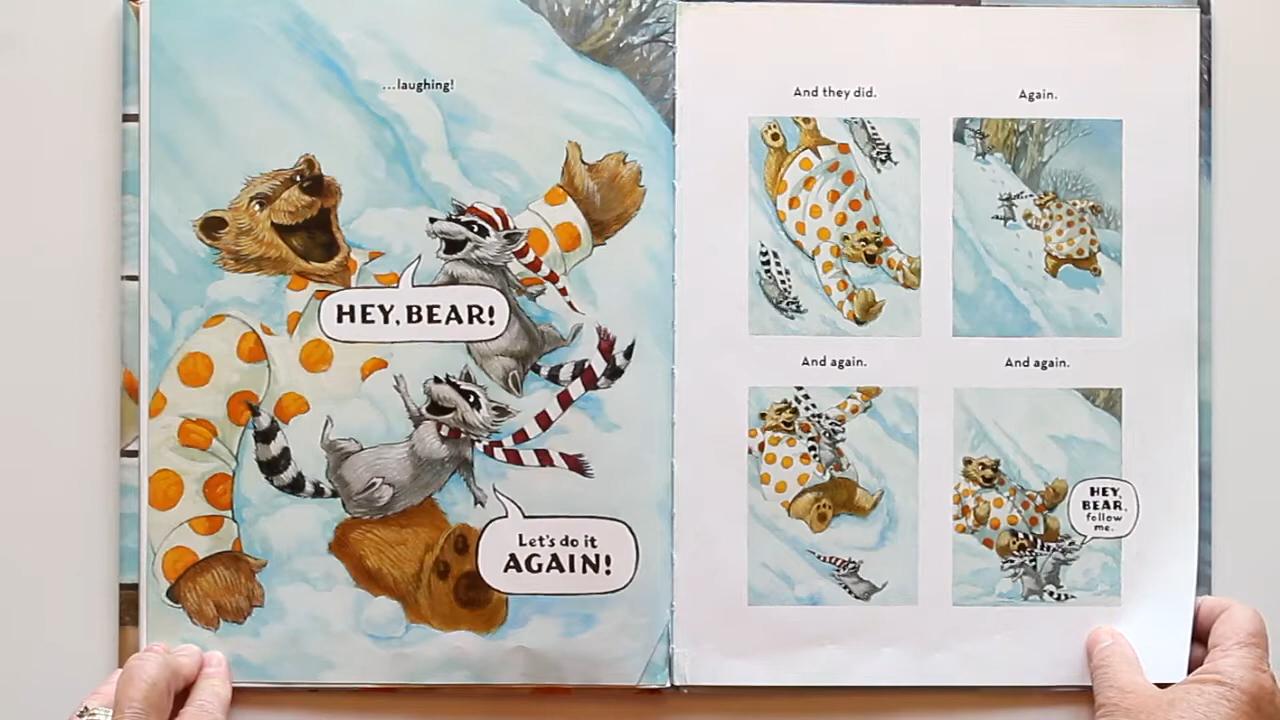 ...laughing!
HEY, BEAR!
Let's do it
AGAIN!
And they did.
Again.
And again.
And again.
HEY,
BEAR,
follow
me.